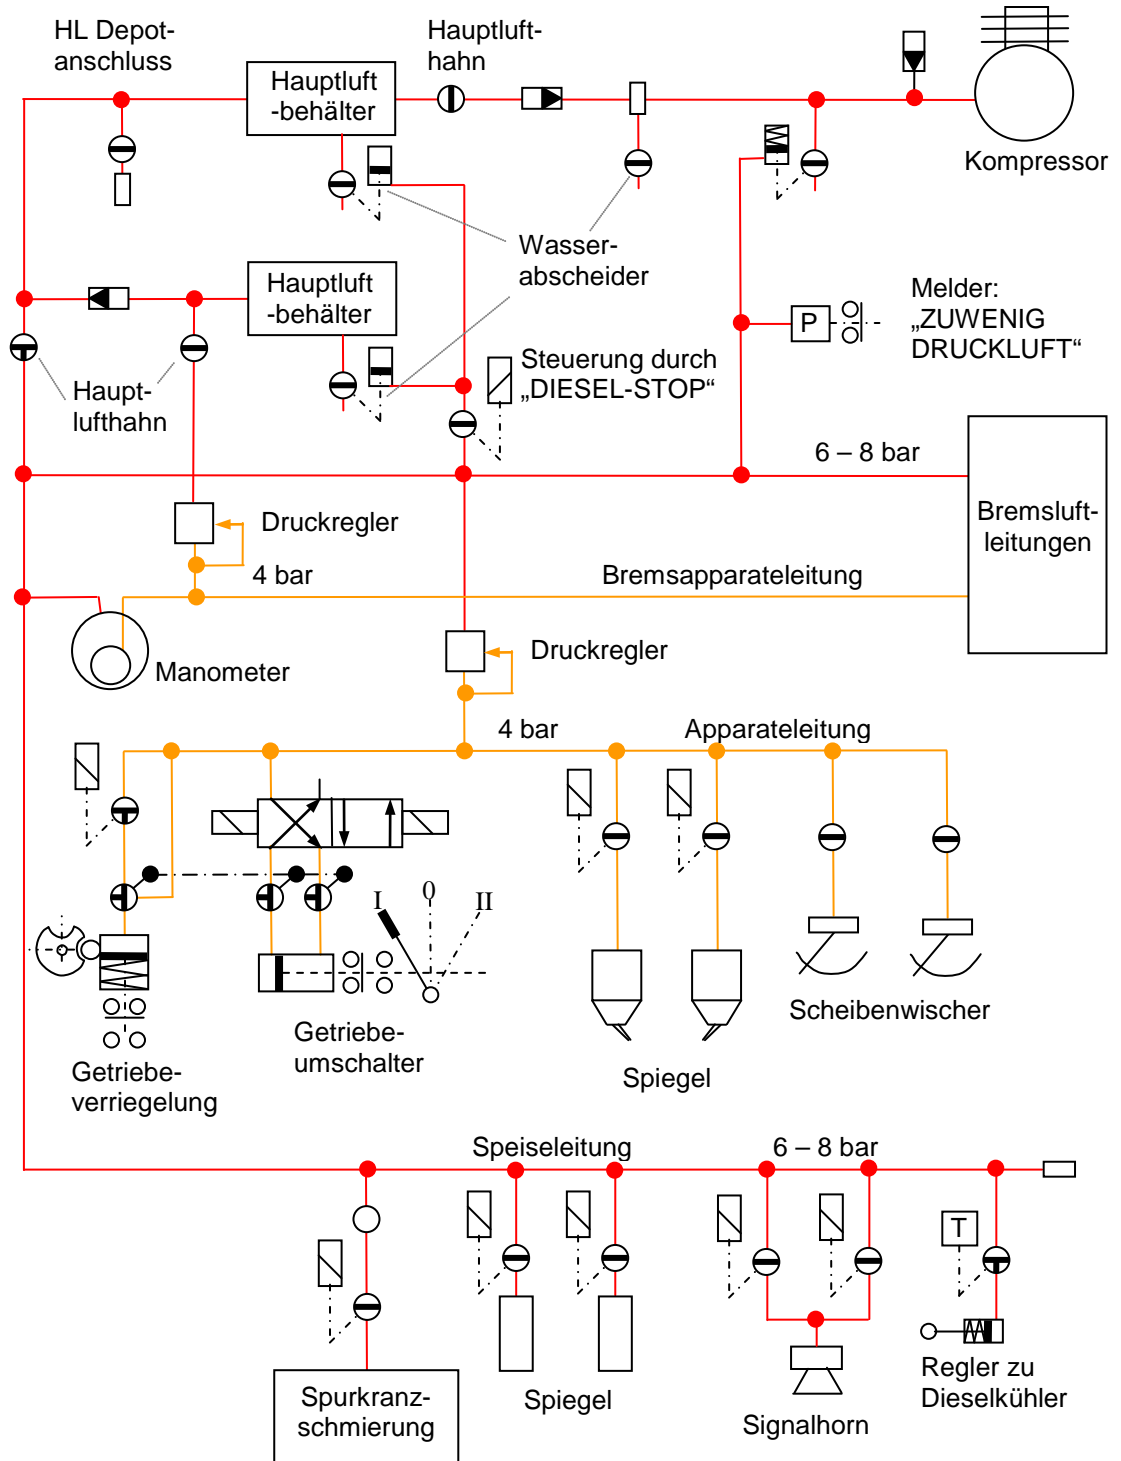 HL Depot-
anschluss
Hauptluft-
hahn
Hauptluft
-behälter
Kompressor
Wasser-
abscheider
Hauptluft
-behälter
Melder:
„ZUWENIG
DRUCKLUFT“
P
Steuerung durch
„DIESEL-STOP“
Haupt-
lufthahn
6 – 8 bar
Bremsluft-
leitungen
Druckregler
4 bar
Bremsapparateleitung
Manometer
Druckregler
4 bar
Apparateleitung
I
0
II
Getriebe-
verriegelung
Getriebe-
umschalter
Spiegel
Scheibenwischer
Speiseleitung
6 – 8 bar
T
Spurkranz-
schmierung
Spiegel
Signalhorn
Regler zu
Dieselkühler